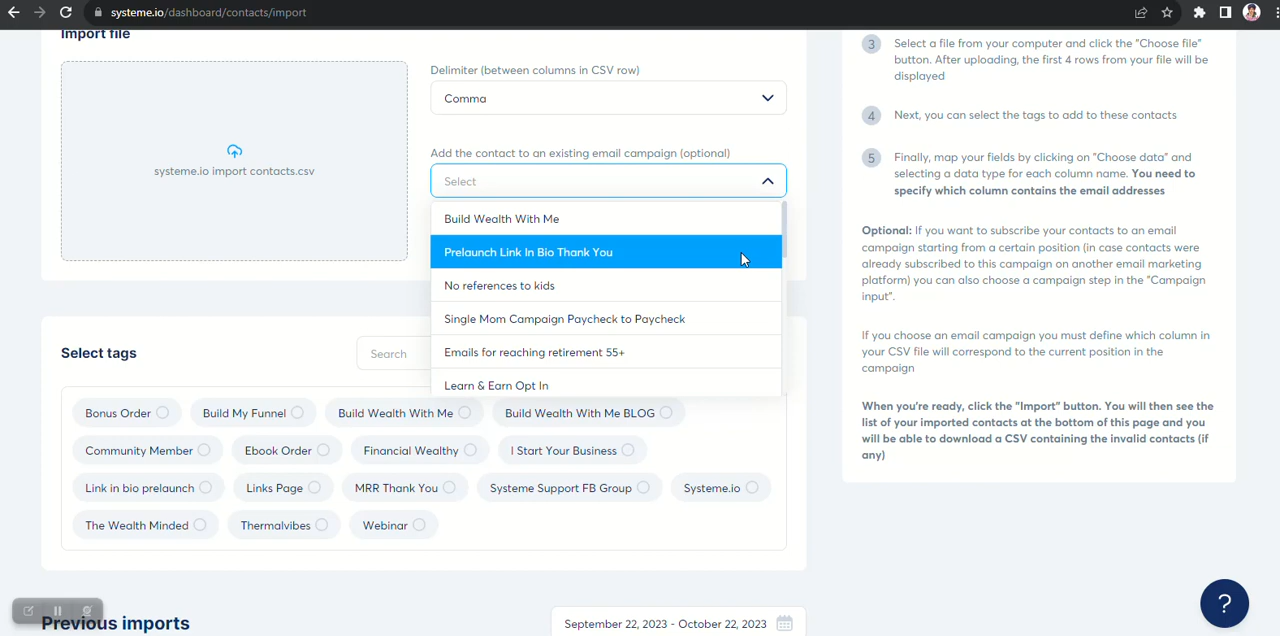 systeme.io/dashboard/contacts/import
Import file
systeme.io import contacts.csv
Delimiter (between columns in CSV row)
Comma
Add the contact to an existing email campaign (optional)
Select
Build Wealth With Me
Prelaunch Link In Bio Thank You
No references to kids
Single Mom Campaign Paycheck to Paycheck
Emails for reaching retirement 55+
Learn & Earn Opt In
Select tags
Search
Bonus Order
Build My Funnel
Build Wealth With Me
Build Wealth With Me BLOG
Community Member
Ebook Order
Financial Wealthy
I Start Your Business
Link in bio prelaunch
Links Page
MRR Thank You
Systeme Support FB Group
Systeme.io
The Wealth Minded
Thermalvibes
Webinar
Previous imports
September 22, 2023 - October 22, 2023
3
Select a file from your computer and click the "Choose file"
button. After uploading, the first 4 rows from your file will be
displayed
4
Next, you can select the tags to add to these contacts
5
Finally, map your fields by clicking on "Choose data" and
selecting a data type for each column name. You need to
specify which column contains the email addresses
Optional: If you want to subscribe your contacts to an email
campaign starting from a certain position (in case contacts were
already subscribed to this campaign on another email marketing
platform) you can also choose a campaign step in the "Campaign
input".
If you choose an email campaign you must define which column in
your CSV file will correspond to the current position in the
campaign
When you're ready, click the "Import" button. You will then see the
list of your imported contacts at the bottom of this page and you
will be able to download a CSV containing the invalid contacts (if
any)
?